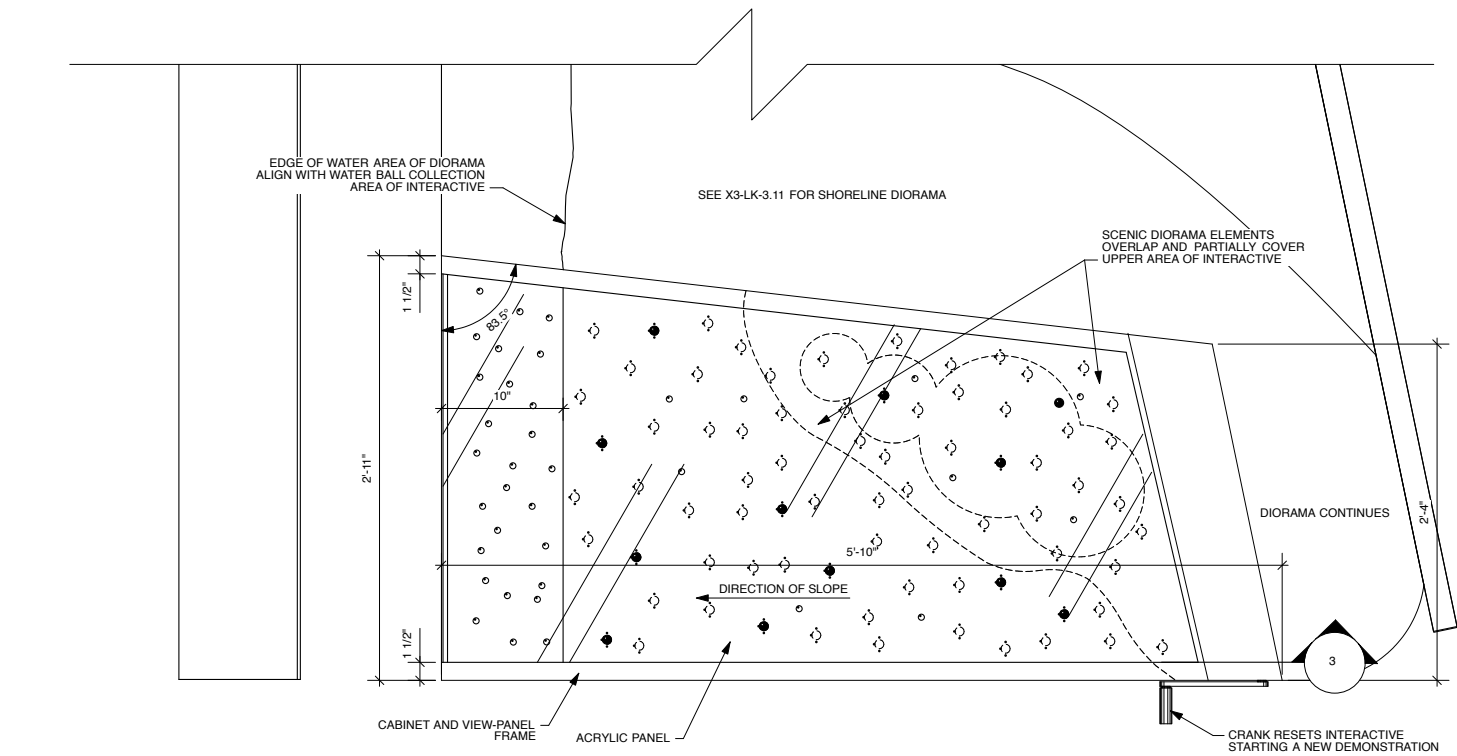 EDGE OF WATER AREA OF DIORAMA
ALIGN WITH WATER BALL COLLECTION
AREA OF INTERACTIVE
SEE X3-LK-3.11 FOR SHORELINE DIORAMA
SCENIC DIORAMA ELEMENTS
OVERLAP AND PARTIALLY COVER
UPPER AREA OF INTERACTIVE
1 1/2"
83.5°
10"
2'-11"
5'-10"
DIORAMA CONTINUES
2'-4"
DIRECTION OF SLOPE
1 1/2"
3
CABINET AND VIEW-PANEL
FRAME
ACRYLIC PANEL
CRANK RESETS INTERACTIVE
STARTING A NEW DEMONSTRATION